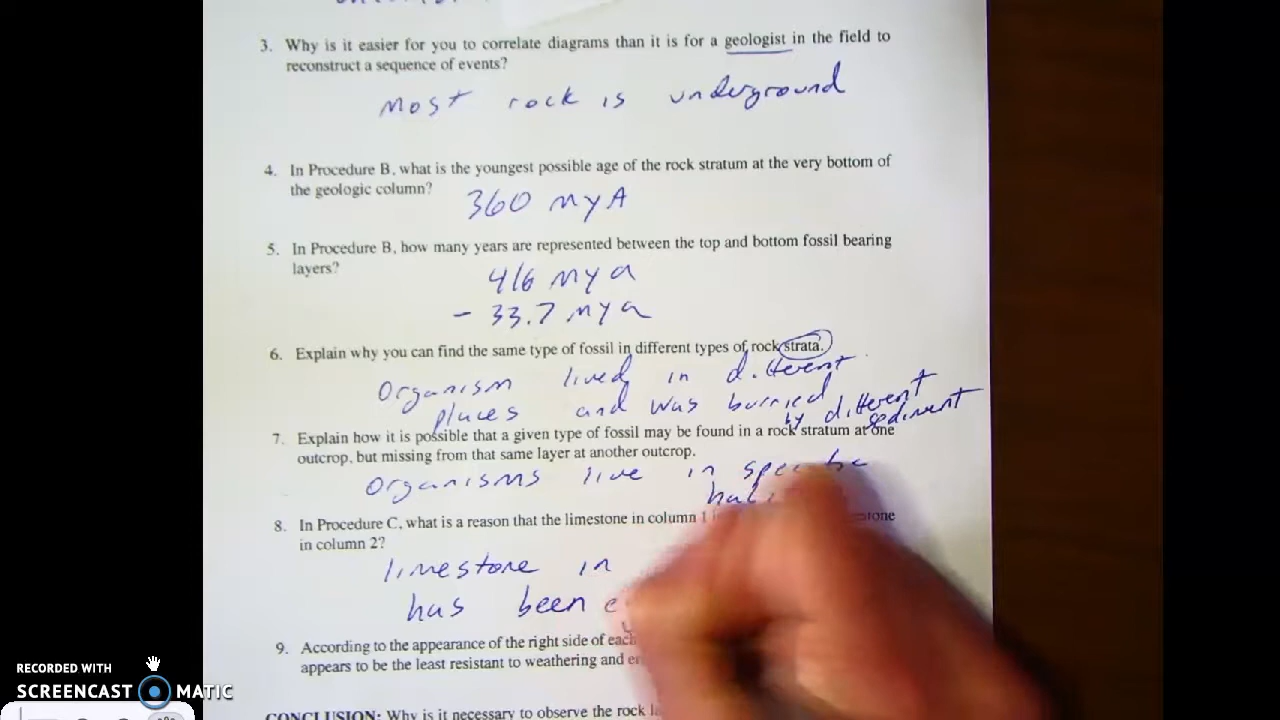 3. Why is it easier for you to correlate diagrams than it is for a geologist in the field to
reconstruct a sequence of events?
Most rock is underground
4. In Procedure B, what is the youngest possible age of the rock stratum at the very bottom of
the geologic column?
360 MYA
5. In Procedure B, how many years are represented between the top and bottom fossil bearing
layers?
416 mya
- 33.7 mya
6. Explain why you can find the same type of fossil in different types of rock strata.
Organism lived in different
places and was burried
by different
sediment
7. Explain how it is possible that a given type of fossil may be found in a rock stratum at one
outcrop, but missing from that same layer at another outcrop.
Organisms live in
8. In Procedure C, what is a reason that the limestone in column 1
in column 2?
limestone in
has been
9. According to the appearance of the right side of each
appears to be the least resistant to weathering and
CONCLUSION: Why is it necessary to observe the rock
RECORDED WITH
SCREENCAST MATIC